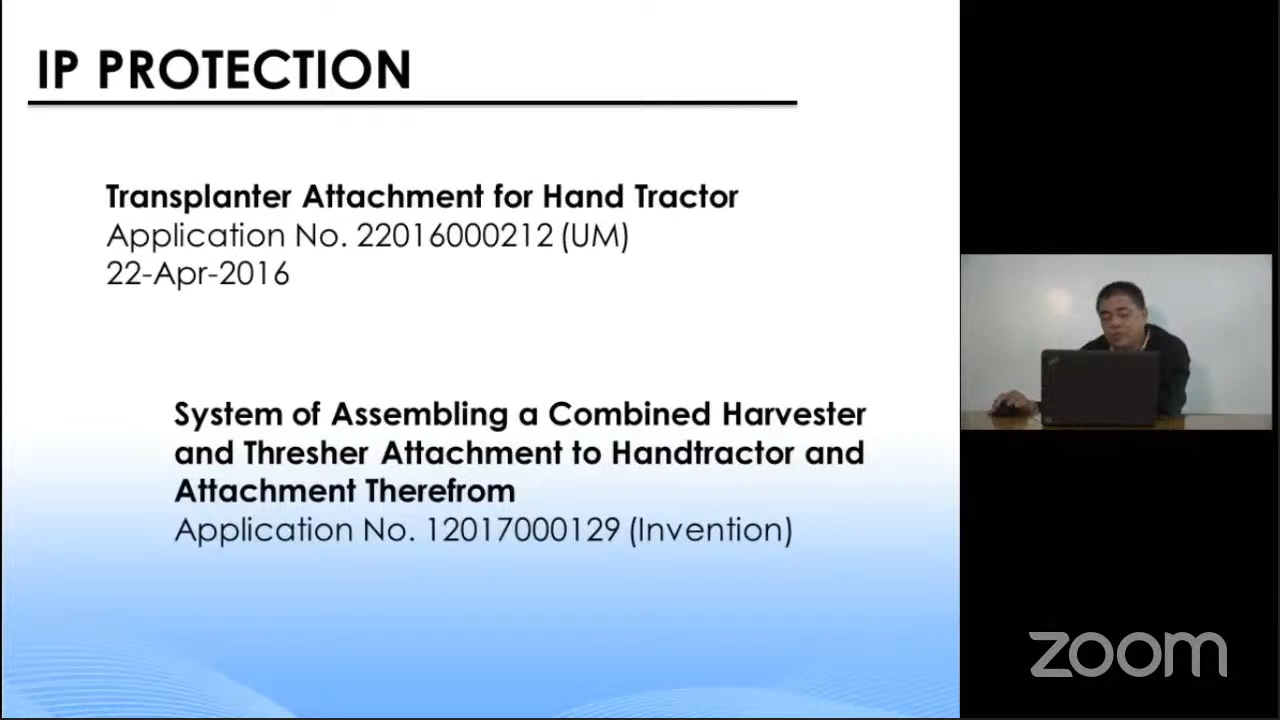 IP PROTECTION
Transplanter Attachment for Hand Tractor
Application No. 22016000212 (UM)
22-Apr-2016
System of Assembling a Combined Harvester
and Thresher Attachment to Handtractor and
Attachment Therefrom
Application No. 12017000129 (Invention)
zoom